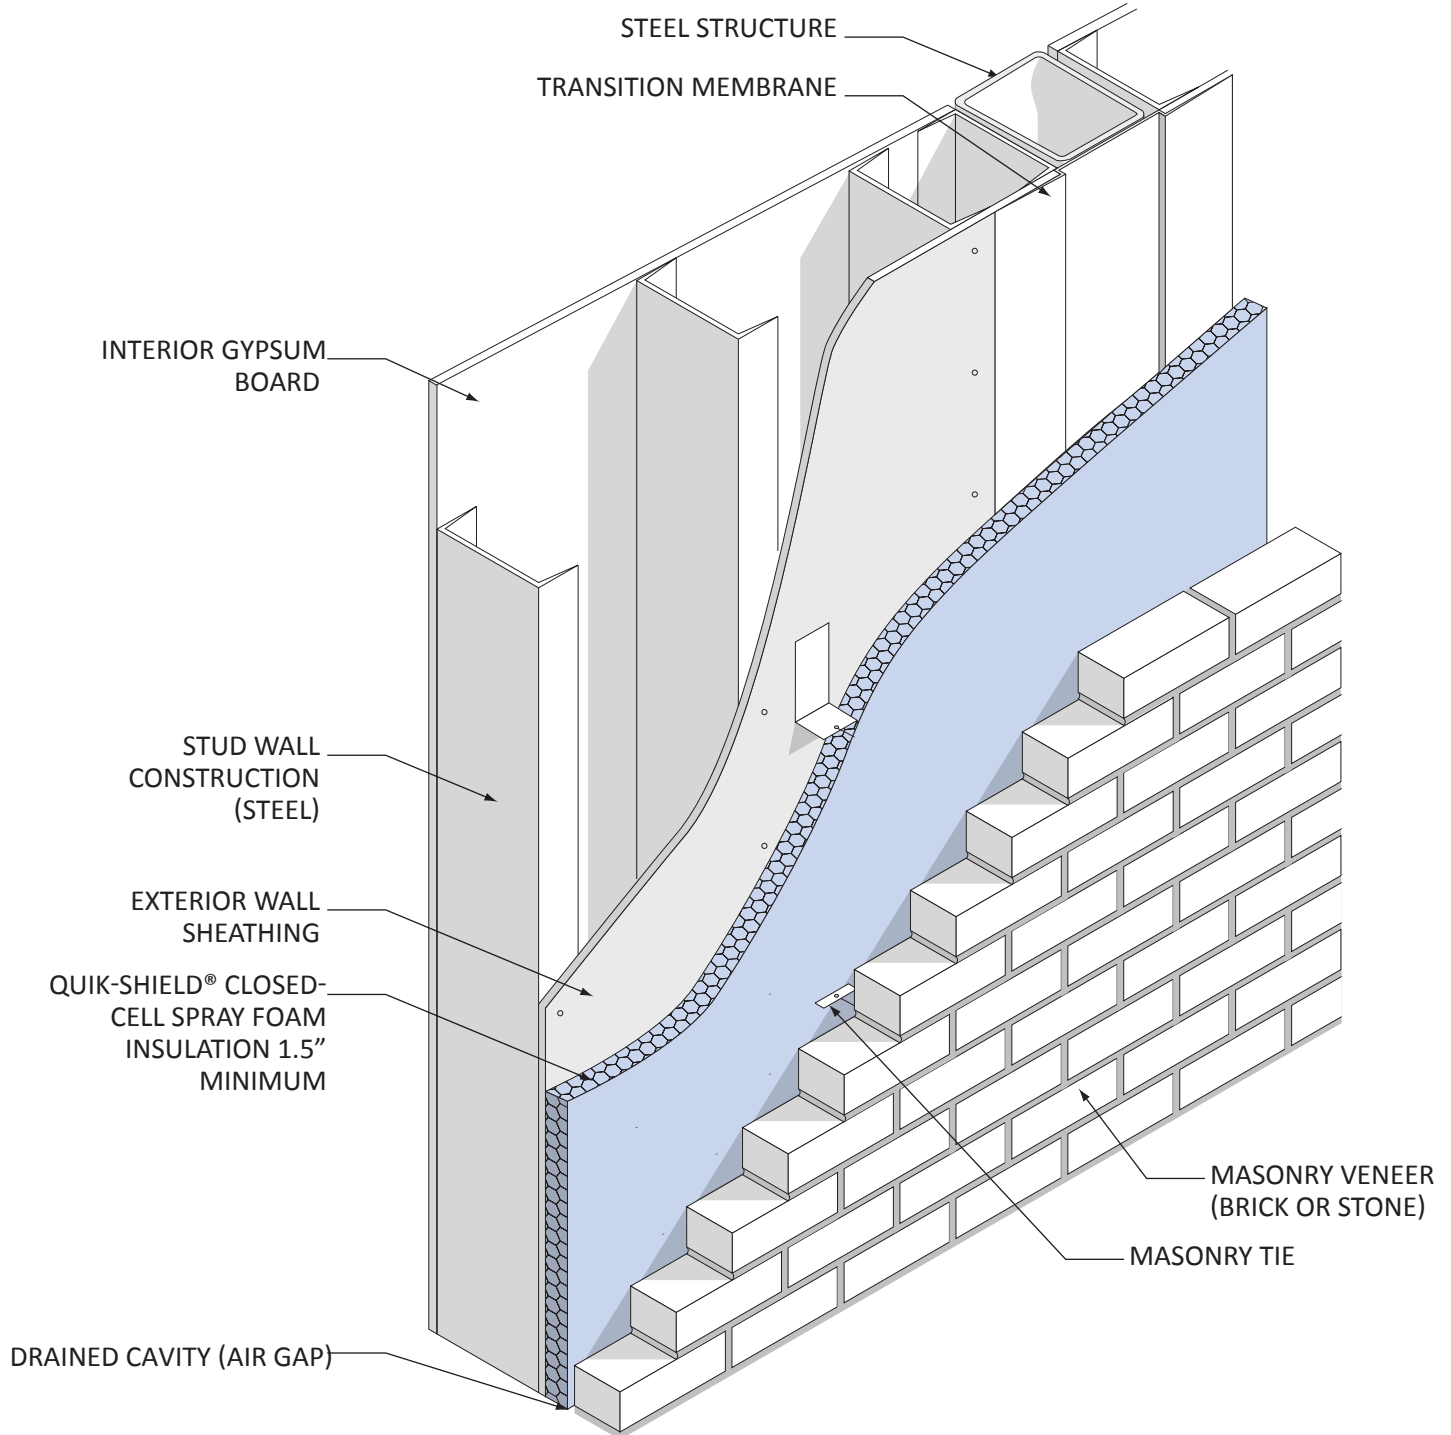 STEEL STRUCTURE
TRANSITION MEMBRANE
INTERIOR GYPSUM
BOARD
STUD WALL
CONSTRUCTION
(STEEL)
EXTERIOR WALL
SHEATHING
QUIK-SHIELD® CLOSED-
CELL SPRAY FOAM
INSULATION 1.5”
MINIMUM
MASONRY VENEER
(BRICK OR STONE)
MASONRY TIE
DRAINED CAVITY (AIR GAP)